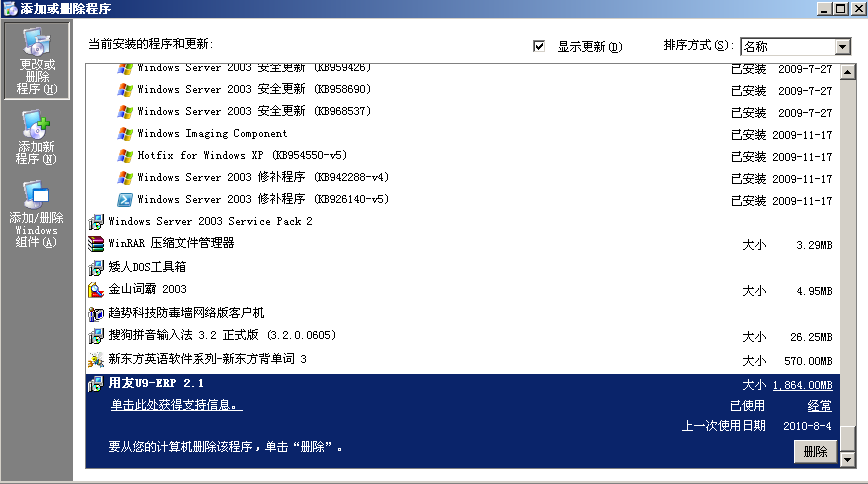 添加或删除程序
当前安装的程序和更新:
显示更新(D)
排序方式(S):
名称
更改或
删除
程序(H)
添加新
程序(N)
添加/删除
Windows
组件(A)
Windows Server 2003 安全更新 (KB959426) 已安装 2009-7-27
Windows Server 2003 安全更新 (KB958690) 已安装 2009-7-27
Windows Server 2003 安全更新 (KB968537) 已安装 2009-7-27
Windows Imaging Component 已安装 2009-11-17
Hotfix for Windows XP (KB954550-v5) 已安装 2009-11-17
Windows Server 2003 修补程序 (KB942288-v4) 已安装 2009-11-17
Windows Server 2003 修补程序 (KB926140-v5) 已安装 2009-11-17
Windows Server 2003 Service Pack 2
WinRAR 压缩文件管理器 大小 3.29MB
矮人DOS工具箱
金山词霸 2003 大小 4.95MB
趋势科技防毒墙网络版客户机
搜狗拼音输入法 3.2 正式版 (3.2.0.0605) 大小 26.25MB
新东方英语软件系列-新东方背单词 3 大小 570.00MB
用友U9-ERP 2.1 大小 1,864.00MB
单击此处获得支持信息。 已使用 经常
上一次使用日期 2010-8-4
要从您的计算机删除该程序，单击“删除”。 删除